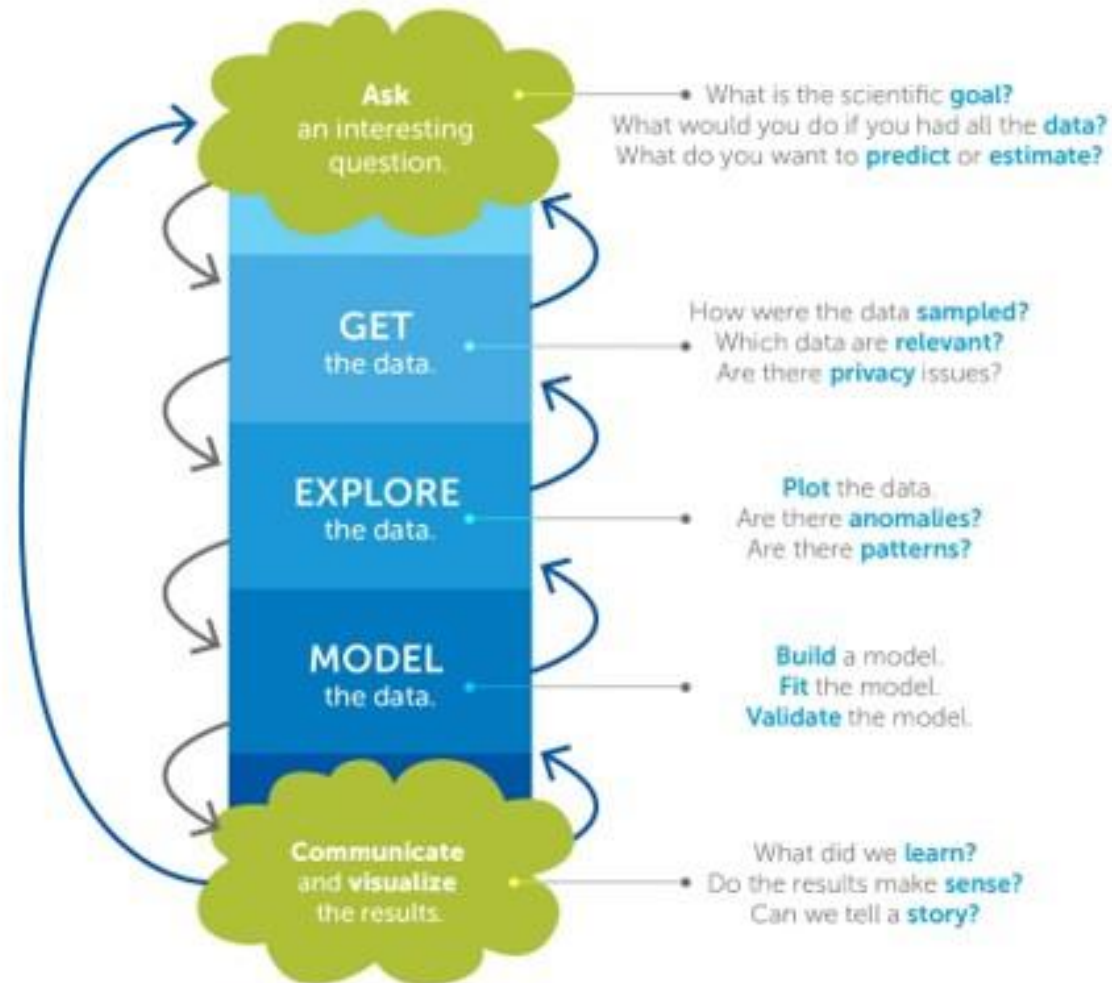 Ask
an interesting
question.
What is the scientific goal?
What would you do if you had all the data?
What do you want to predict or estimate?
GET
the data.
How were the data sampled?
Which data are relevant?
Are there privacy issues?
EXPLORE
the data.
Plot the data.
Are there anomalies?
Are there patterns?
MODEL
the data.
Build a model.
Fit the model.
Validate the model.
Communicate
and visualize
the results.
What did we learn?
Do the results make sense?
Can we tell a story?